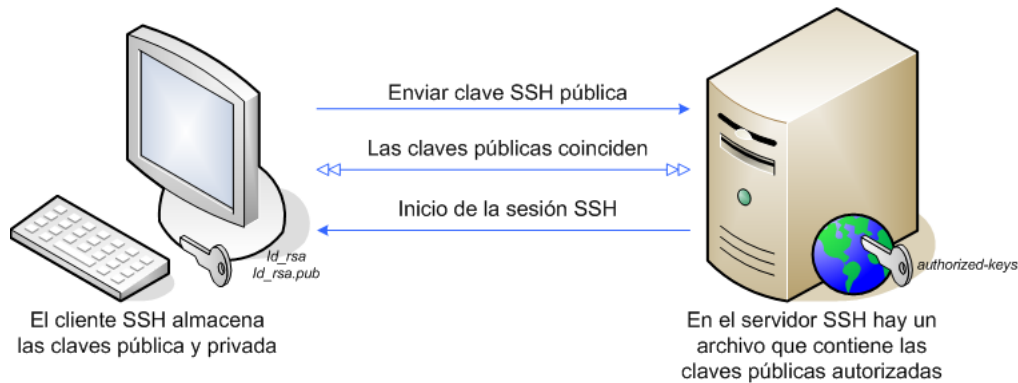 Enviar clave SSH pública
Las claves públicas coinciden
Inicio de la sesión SSH
Id_rsa
Id_rsa.pub
authorized-keys
El cliente SSH almacena
las claves pública y privada
En el servidor SSH hay un
archivo que contiene las
claves públicas autorizadas